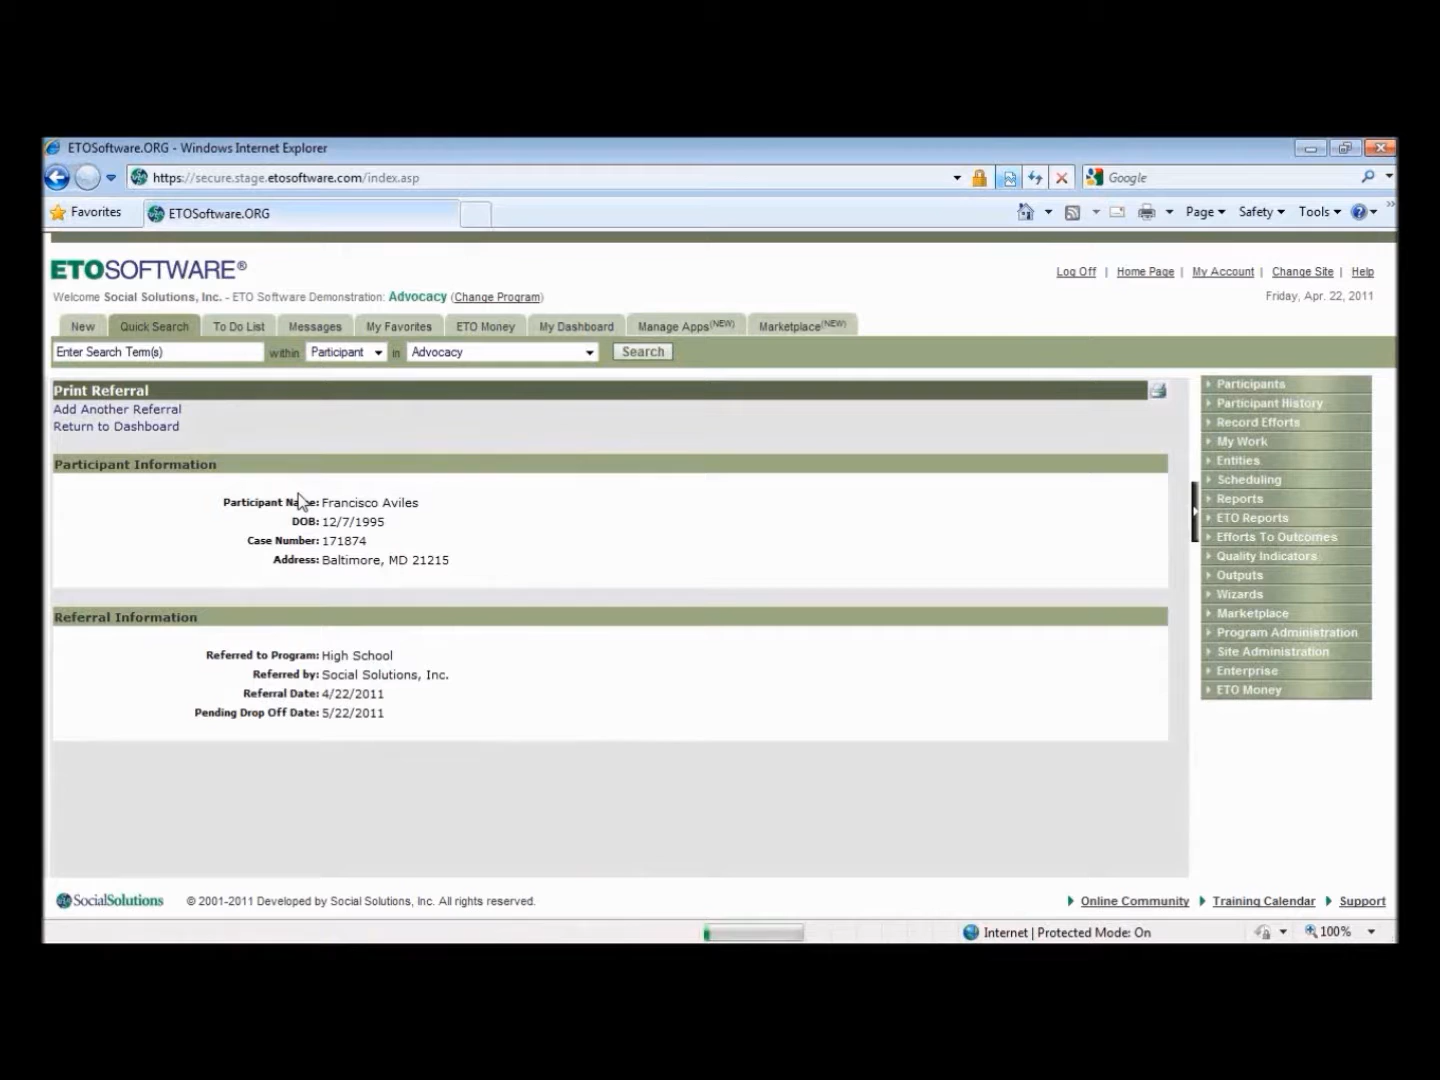 ETOSoftware.ORG - Windows Internet Explorer
https://secure.stage.etosoftware.com/index.asp
Google
Favorites
ETOSoftware.ORG
Page
Safety
Tools
ETOSOFTWARE®
Log Off | Home Page | My Account | Change Site | Help
Welcome Social Solutions, Inc. - ETO Software Demonstration: Advocacy (Change Program)
Friday, Apr. 22, 2011
New
Quick Search
To Do List
Messages
My Favorites
ETO Money
My Dashboard
Manage Apps(NEW)
Marketplace(NEW)
Enter Search Term(s) within Participant in Advocacy Search
Print Referral
Add Another Referral
Return to Dashboard
Participant Information
Participant Name: Francisco Aviles
DOB: 12/7/1995
Case Number: 171874
Address: Baltimore, MD 21215
Referral Information
Referred to Program: High School
Referred by: Social Solutions, Inc.
Referral Date: 4/22/2011
Pending Drop Off Date: 5/22/2011
Participants
Participant History
Record Efforts
My Work
Entities
Scheduling
Reports
ETO Reports
Efforts To Outcomes
Quality Indicators
Outputs
Wizards
Marketplace
Program Administration
Site Administration
Enterprise
ETO Money
SocialSolutions
© 2001-2011 Developed by Social Solutions, Inc. All rights reserved.
Online Community
Training Calendar
Support
Internet | Protected Mode: On
100%